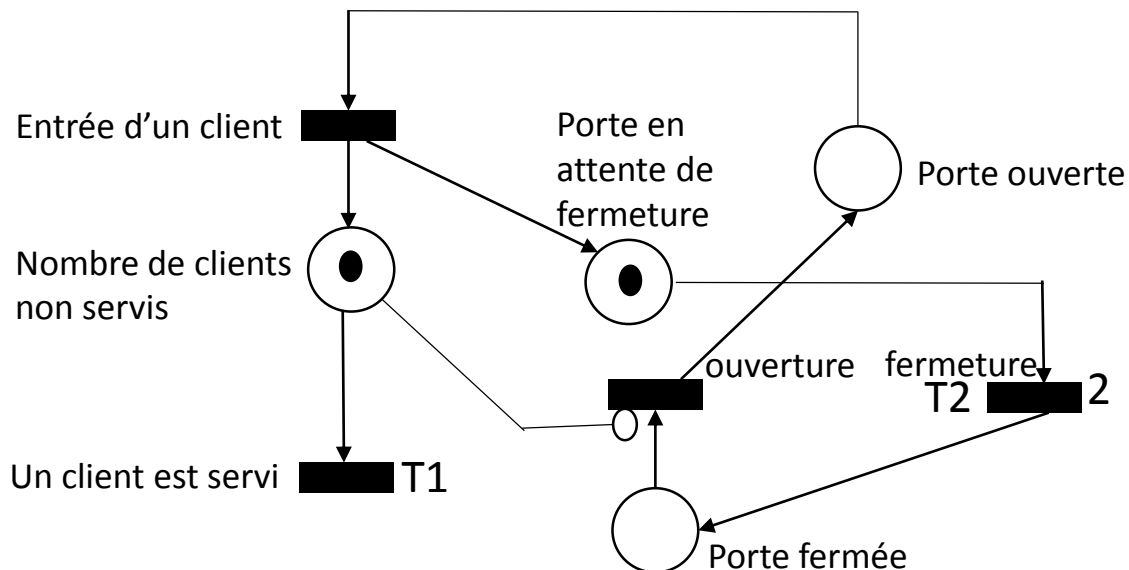 Entrée d'un client
Porte en
attente de
fermeture
Porte ouverte
Nombre de clients
non servis
ouverture
fermeture
T2
2
Un client est servi
T1
Porte fermée